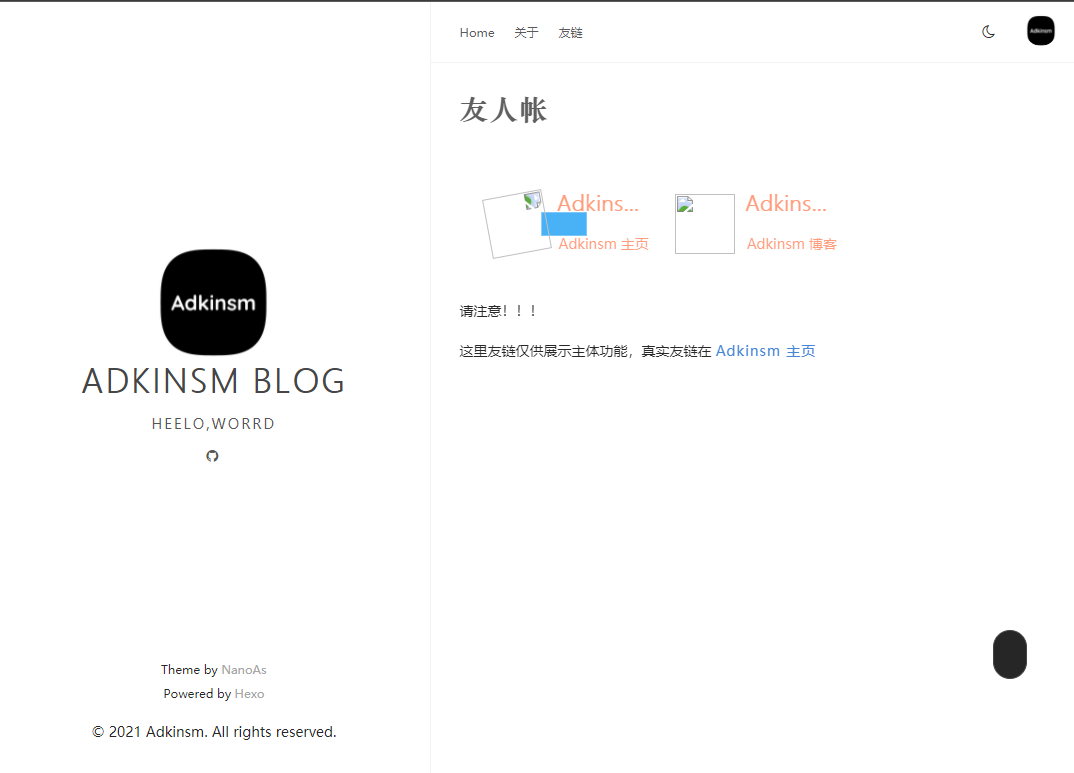 Home 关于 友链
Adkinsm
友人帐
Adkins... Adkins...
Adkinsm 主页 Adkinsm 博客
请注意！！！
这里友链仅供展示主体功能，真实友链在 Adkinsm 主页
Adkinsm
ADKINSM BLOG
HEELO,WORRD
Theme by NanoAs
Powered by Hexo
© 2021 Adkinsm. All rights reserved.